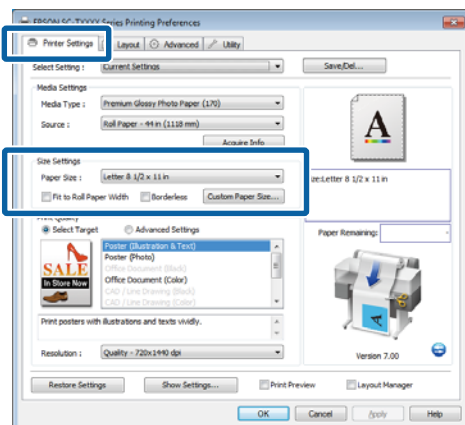 EPSON SC-TXXXX Series Printing Preferences
Printer Settings Layout Advanced Utility
Select Setting : Current Settings Save/Del...
Media Settings
Media Type : Premium Glossy Photo Paper (170)
Source : Roll Paper - 44 in (1118 mm)
Acquire Info
A
Size Settings
Paper Size : Letter 8 1/2 x 11 in
Fit to Roll Paper Width Borderless Custom Paper Size...
ize:Letter 8 1/2 x 11 in
Print Quality
Select Target Advanced Settings
Paper Remaining:
SALE
In Store Now
Poster (Illustration & Text)
Poster (Photo)
Office Document (Black)
Office Document (Color)
CAD / Line Drawing (Black)
CAD / Line Drawing (Color)
Print posters with illustrations and texts vividly.
Resolution : Quality - 720x1440 dpi
Version 7.00
Restore Settings Show Settings... Print Preview Layout Manager
OK Cancel Apply Help